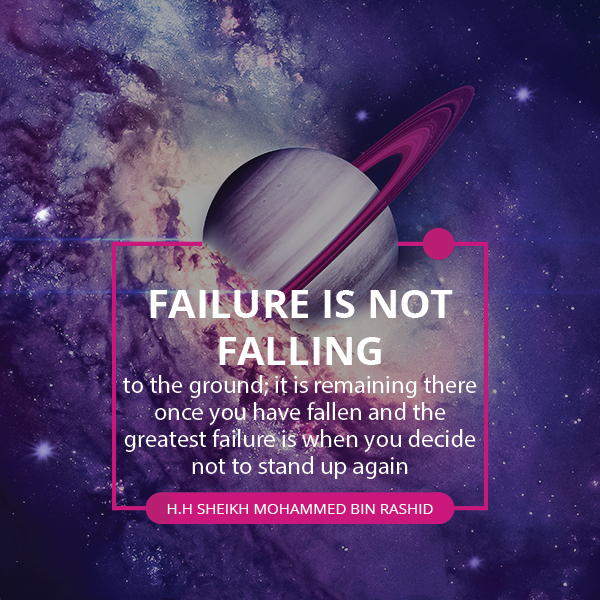 FAILURE IS NOT
FALLING
to the ground; it is remaining there
once you have fallen and the
greatest failure is when you decide
not to stand up again
H.H SHEIKH MOHAMMED BIN RASHID